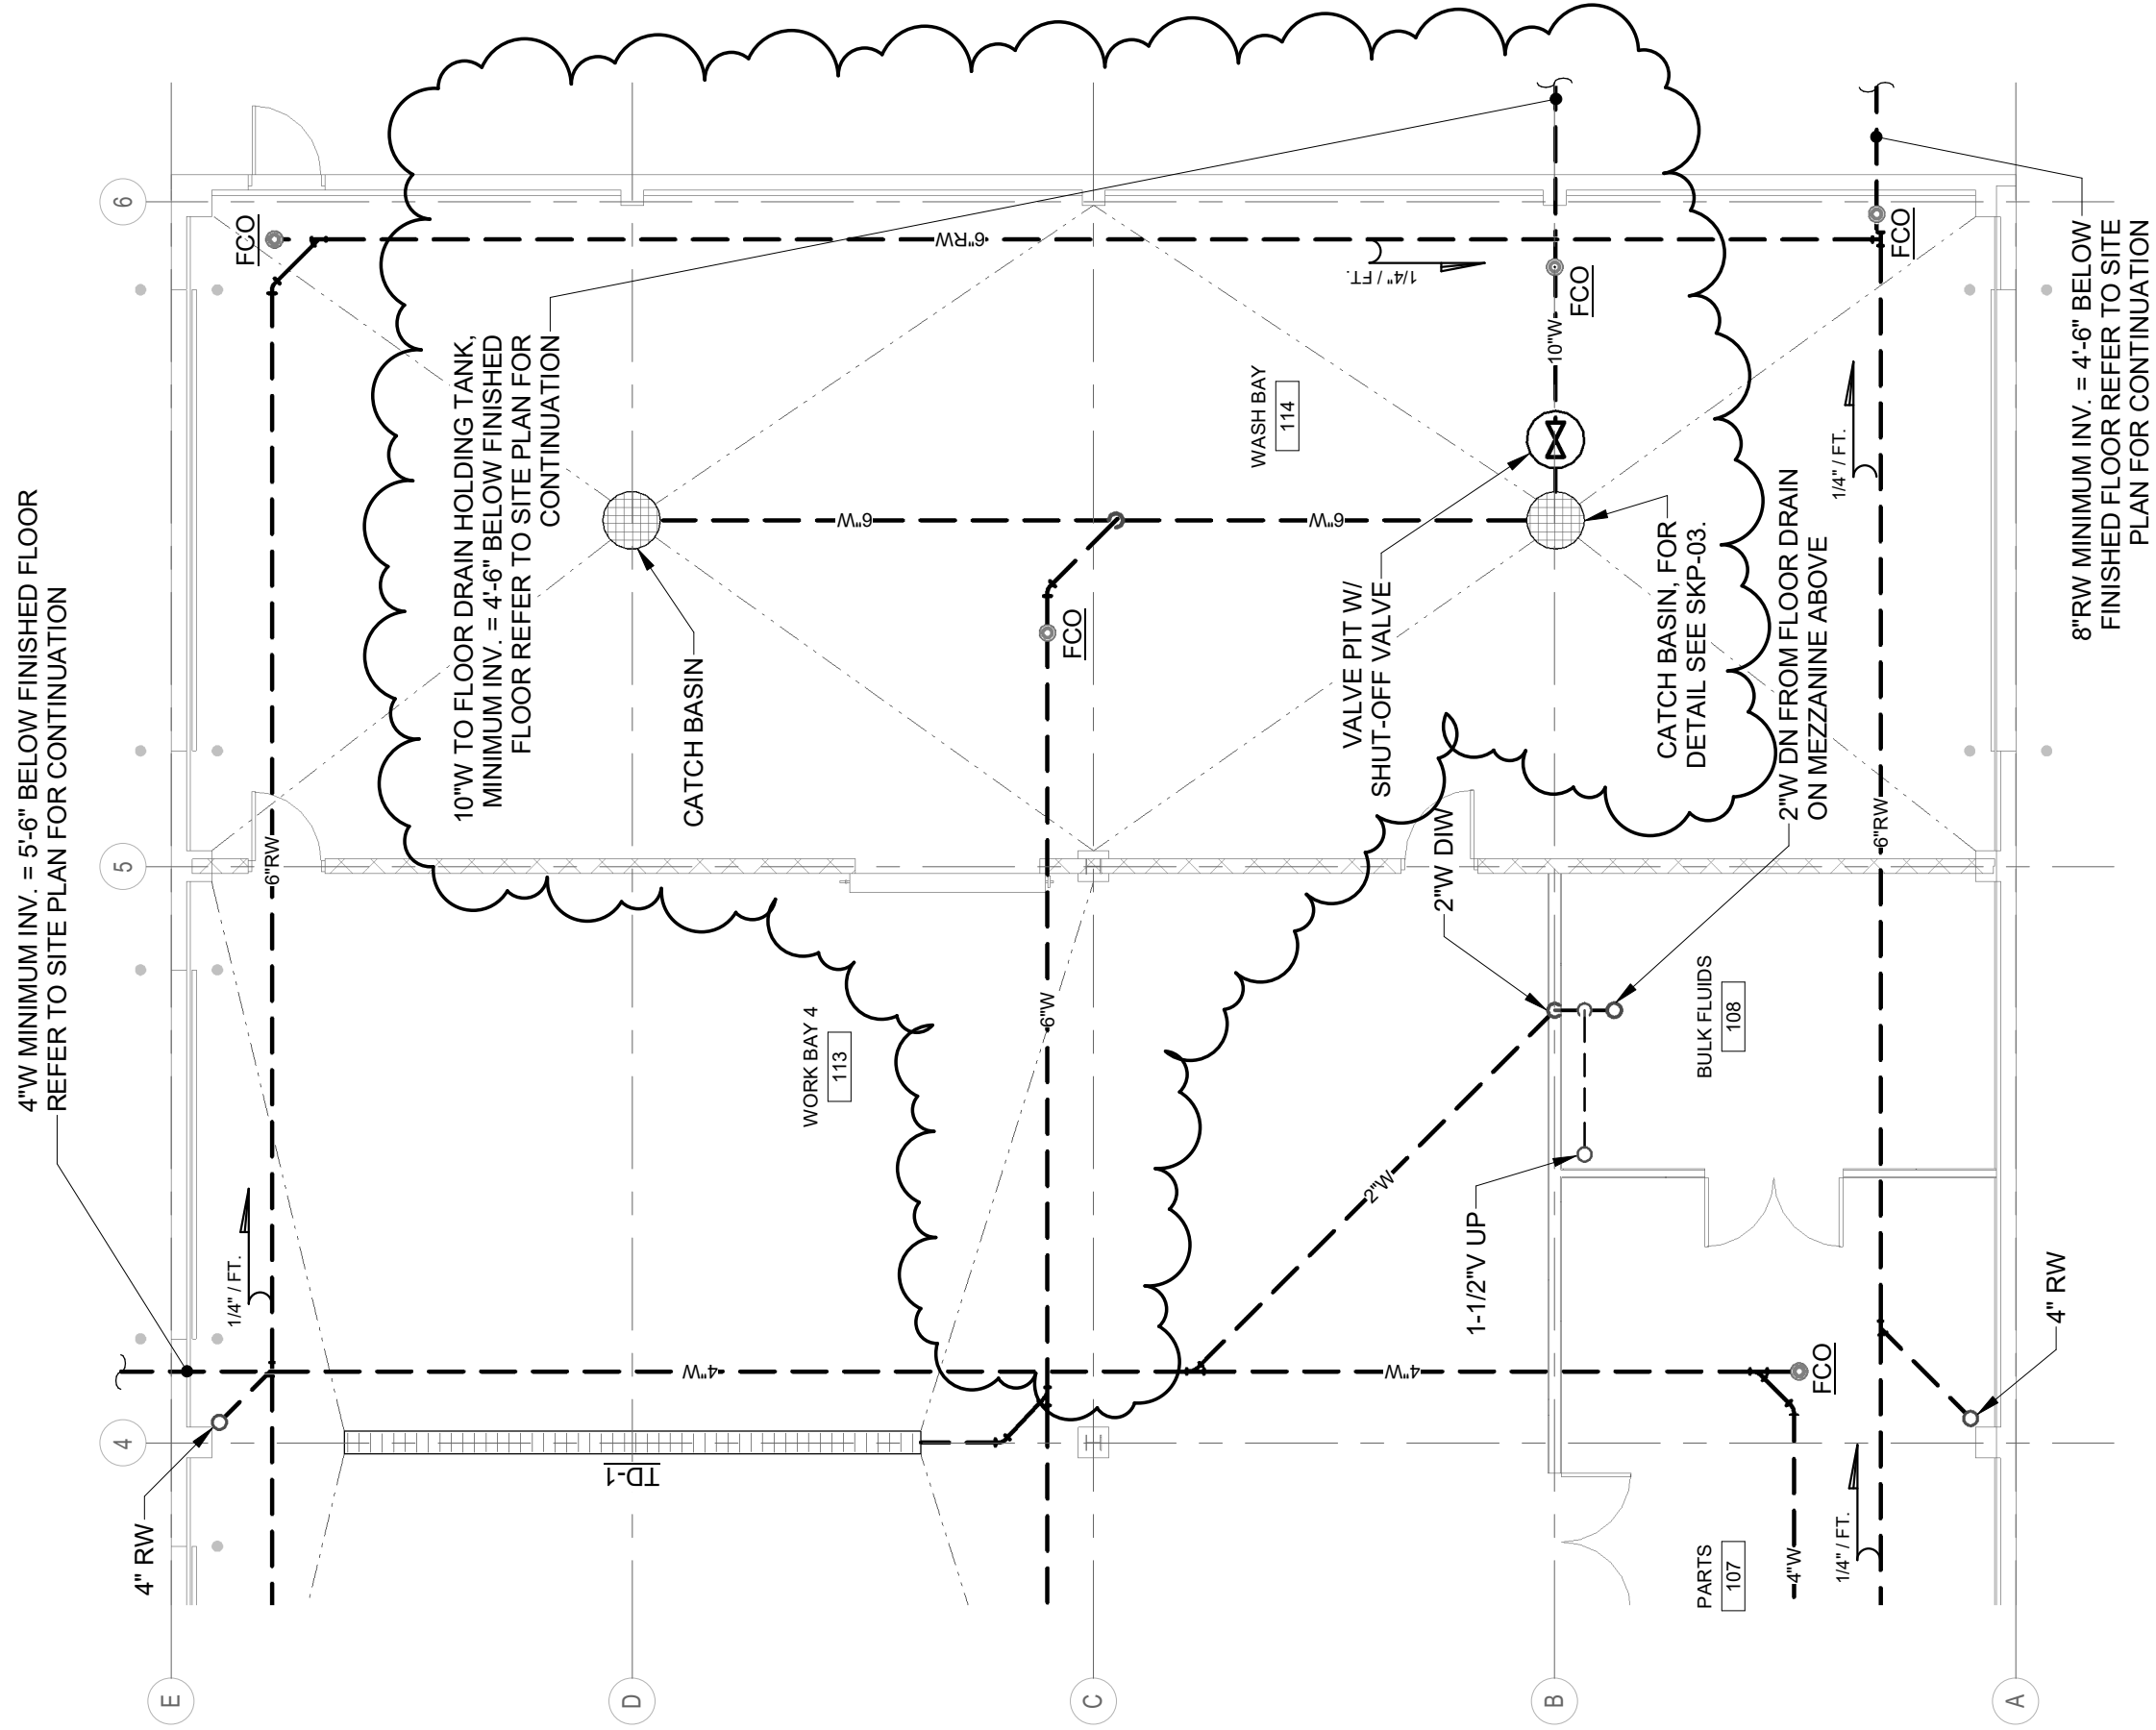 4"W MINIMUM INV. = 5'-6" BELOW FINISHED FLOOR
REFER TO SITE PLAN FOR CONTINUATION
6
FCO
6"RW
1/4" / FT.
FCO
10"W
FCO
8"RW MINIMUM INV. = 4'-6" BELOW
FINISHED FLOOR REFER TO SITE
PLAN FOR CONTINUATION
10"W TO FLOOR DRAIN HOLDING TANK,
MINIMUM INV. = 4'-6" BELOW FINISHED
FLOOR REFER TO SITE PLAN FOR
CONTINUATION
WASH BAY
114
1/4" / FT.
6"W
6"W
CATCH BASIN
FCO
VALVE PIT W/
SHUT-OFF VALVE
CATCH BASIN, FOR
DETAIL SEE SKP-03.
2"W DN FROM FLOOR DRAIN
ON MEZZANINE ABOVE
5
6"RW
6"RW
2"W DIW
WORK BAY 4
113
6"W
BULK FLUIDS
108
2"W
1-1/2"V UP
1/4" / FT.
4"W
4"W
FCO
4" RW
4
4" RW
TD-1
PARTS
107
4"W
1/4" / FT.
E
D
C
B
A